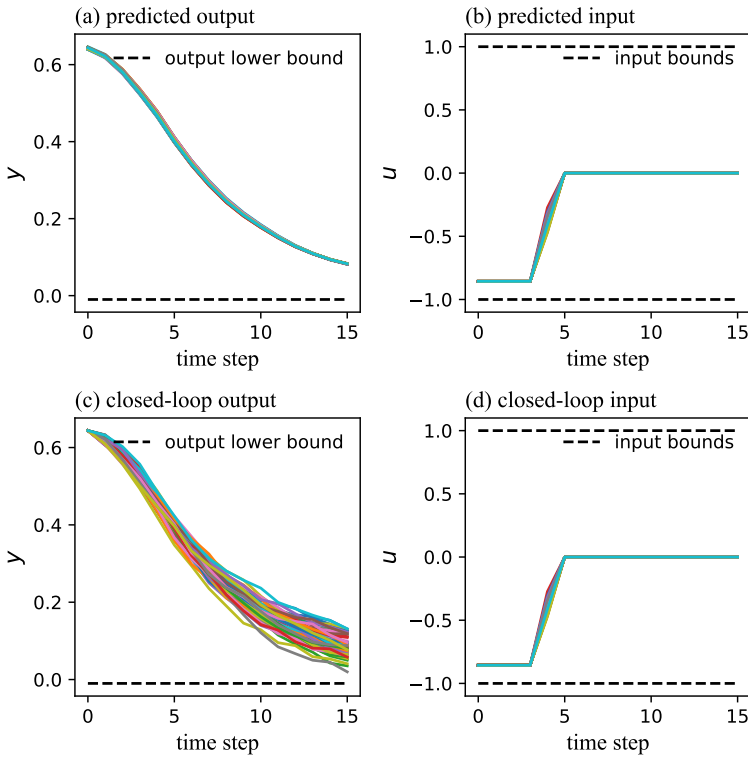 (a) predicted output
(b) predicted input
output lower bound
input bounds
0.6
0.4
0.2
0.0
1.0
0.5
0.0
−0.5
−1.0
y
u
0 5 10 15
0 5 10 15
time step
time step
(c) closed-loop output
(d) closed-loop input
output lower bound
input bounds
0.6
0.4
0.2
0.0
1.0
0.5
0.0
−0.5
−1.0
y
u
0 5 10 15
0 5 10 15
time step
time step